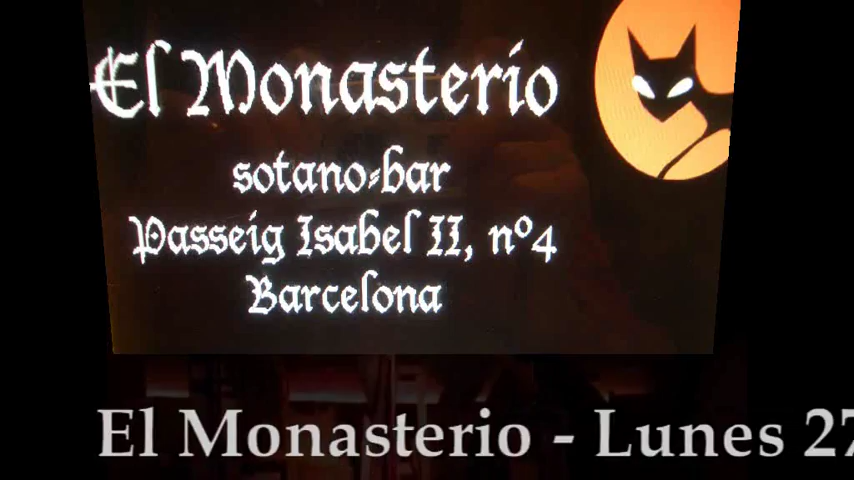 El Monasterio
sotano-bar
Passeig Isabel II, nº4
Barcelona
El Monasterio - Lunes 27